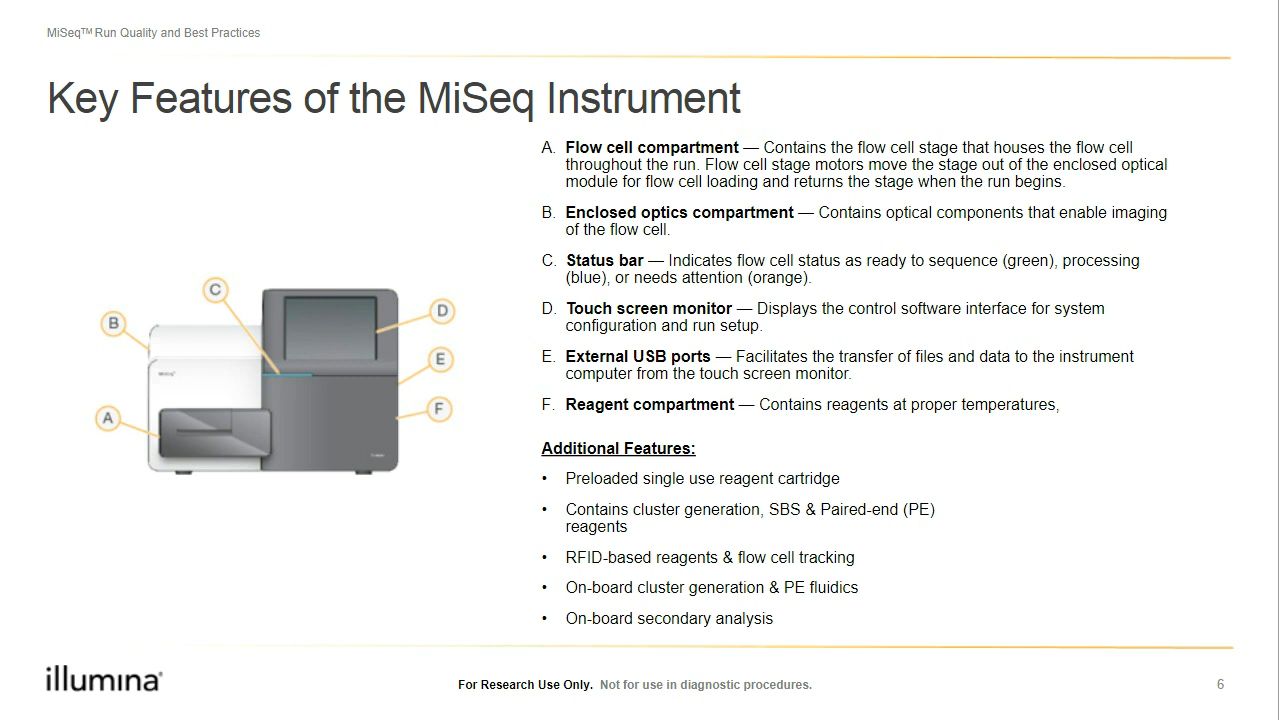 MiSeq™ Run Quality and Best Practices
Key Features of the MiSeq Instrument
A. Flow cell compartment — Contains the flow cell stage that houses the flow cell
throughout the run. Flow cell stage motors move the stage out of the enclosed optical
module for flow cell loading and returns the stage when the run begins.
B. Enclosed optics compartment — Contains optical components that enable imaging
of the flow cell.
C. Status bar — Indicates flow cell status as ready to sequence (green), processing
(blue), or needs attention (orange).
D. Touch screen monitor — Displays the control software interface for system
configuration and run setup.
E. External USB ports — Facilitates the transfer of files and data to the instrument
computer from the touch screen monitor.
F. Reagent compartment — Contains reagents at proper temperatures,
Additional Features:
• Preloaded single use reagent cartridge
• Contains cluster generation, SBS & Paired-end (PE)
reagents
• RFID-based reagents & flow cell tracking
• On-board cluster generation & PE fluidics
• On-board secondary analysis
C
B
D
E
F
A
illumina®
For Research Use Only. Not for use in diagnostic procedures.
6